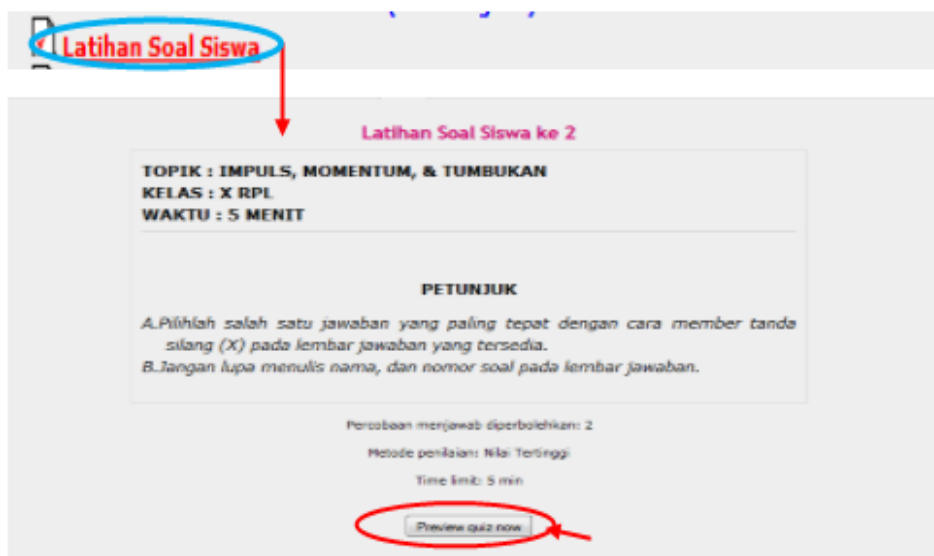 Latihan Soal Siswa
Latihan Soal Siswa ke 2
TOPIK : IMPULS, MOMENTUM, & TUMBUKAN
KELAS : X RPL
WAKTU : 5 MENIT
PETUNJUK
A.Pilihlah salah satu jawaban yang paling tepat dengan cara member tanda
silang (X) pada lembar jawaban yang tersedia.
B.Jangan lupa menulis nama, dan nomor soal pada lembar jawaban.
Percobaan menjawab diperbolehkan: 2
Metode penilaian: Nilai Tertinggi
Time limit: 5 min
Preview quiz now